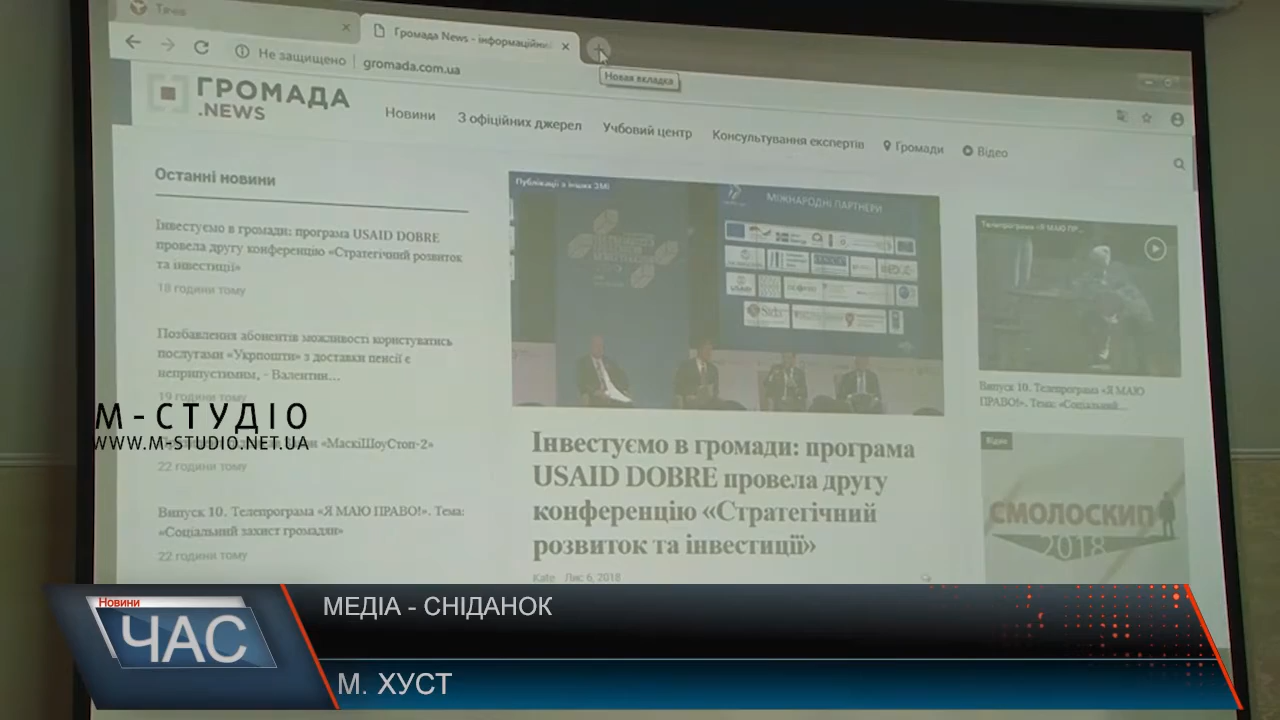 Теча
Громада News - інформаційний
Новая вкладка
Не защищено
gromada.com.ua
ГРОМАДА
.NEWS
Новини
З офіційних джерел
Учбовий центр
Консультування експертів
Громади
Відео
Останні новини
Інвестуємо в громади: програма USAID DOBRE
провела другу конференцію «Стратегічний розвиток
та інвестиції»
18 години тому
Позбавлення абонентів можливості користуватись
послугами «Укрпошти» з доставки пенсії є
неприпустимим, - Валентин...
19 години тому
«МаскіШоуСтоп-2»
22 години тому
Випуск 10. Телепрограма «Я МАЮ ПРАВО!». Тема:
«Соціальний захист громадян»
22 години тому
Публікації з інших ЗМІ
МІЖНАРОДНІ ПАРТНЕРИ
Інвестуємо в громади: програма
USAID DOBRE провела другу
конференцію «Стратегічний
розвиток та інвестиції»
Kate Лис 6, 2018
Телепрограма «Я МАЮ ПР...
Випуск 10. Телепрограма «Я МАЮ
ПРАВО!». Тема: «Соціальний...
Відео
СМОЛОСКИП
2018
М-СТУДІО
WWW.M-STUDIO.NET.UA
Новини
ЧАС
МЕДІА - СНІДАНОК
М. ХУСТ